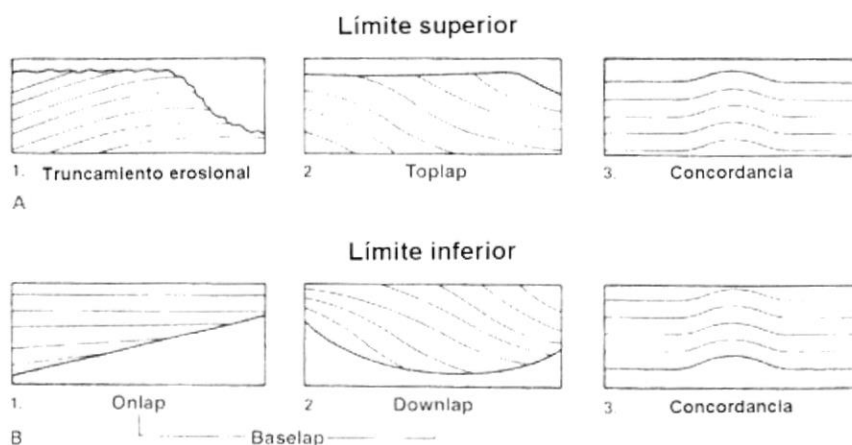 Límite superior
1. Truncamiento erosional
2 Toplap
3. Concordancia
A
Límite inferior
1. Onlap
2 Downlap
3. Concordancia
B Baselap